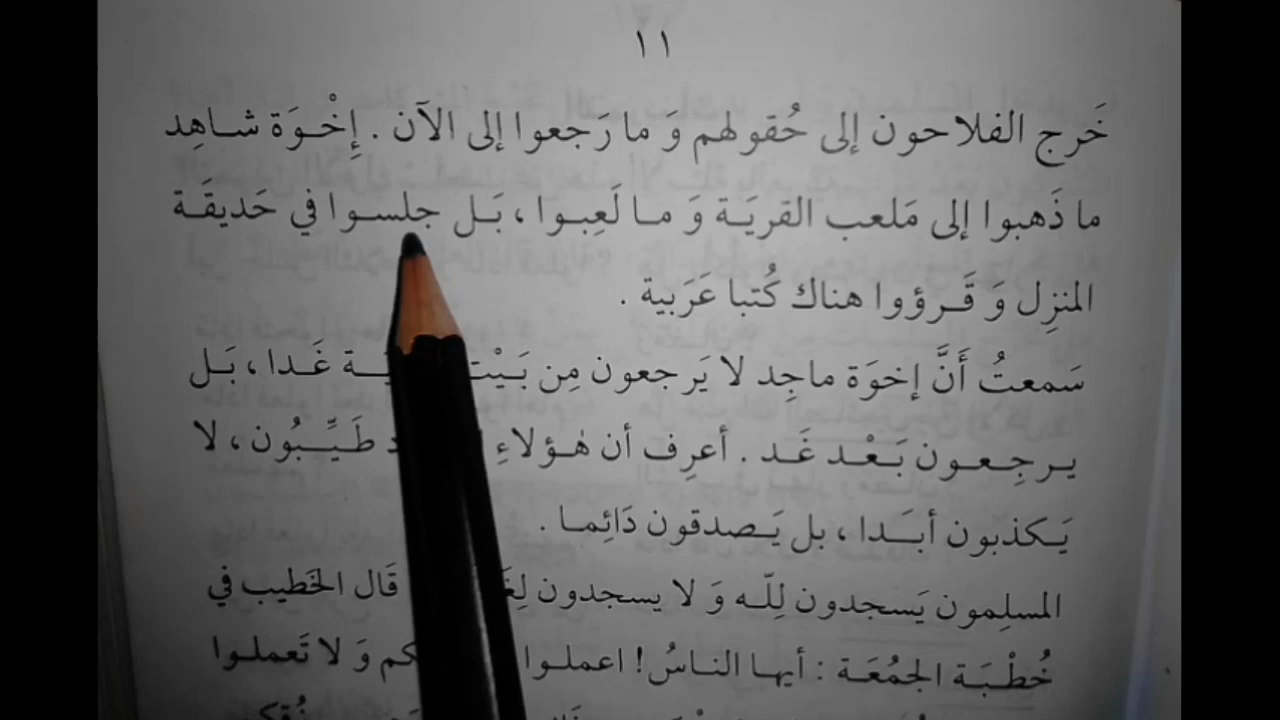 ١١
خَرج الفلاحون إلى حُقولهم وَ ما رَجعوا إلى الآن . إِخْوَة شاهِد
ما ذَهبوا إلى مَلعب القريَة وَ ما لَعِبوا ، بَل جلسوا في حَديقَة
المنزِل وَ قَرؤوا هناك كُتبا عَرَبية .
سَمعتُ أَنَّ إخوَة ماجِد لا يَرجعون مِن غَدا ، بَل
يرجِعون بَعْد غَد . أعرِف أن هٰؤلاءِ طَيِّبُون ، لا
يَكذبون أبَدا ، بل يَصدقون دَائِما .
المسلِمون يَسجدون لِلّه وَ لا يسجدون قَال الخَطيب في
خُطْبَة الجمُعَة : أيها الناسُ ! اعملوا وَ لا تَعملوا